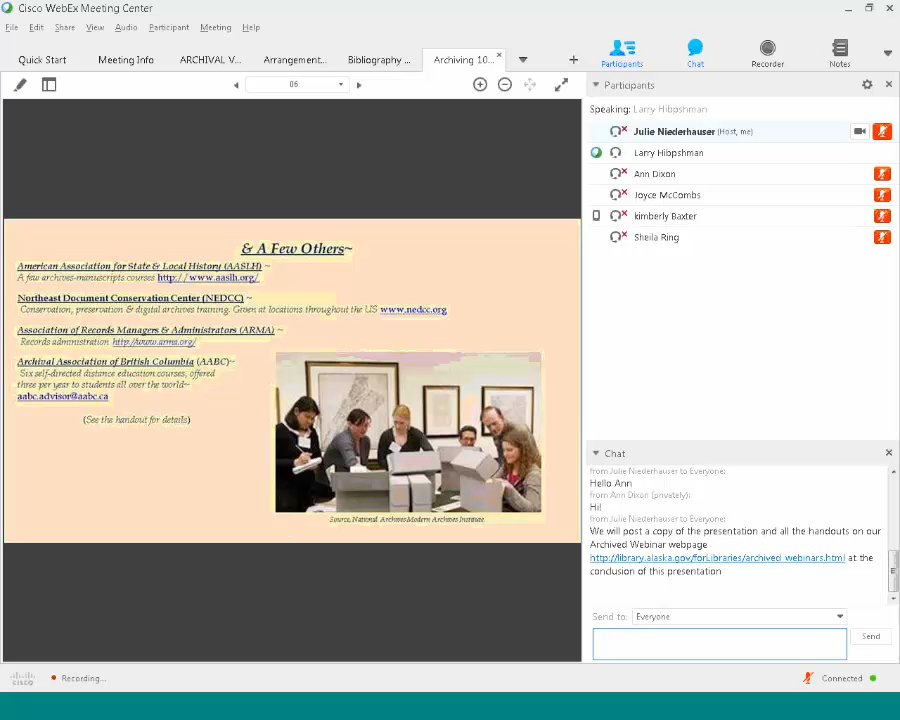 Cisco WebEx Meeting Center
File Edit Share View Audio Participant Meeting Help
Quick Start Meeting Info ARCHIVAL V... Arrangement... Bibliography ... Archiving 10...
Participants Chat Recorder Notes
06
& A Few Others~
American Association for State & Local History (AASLH) ~
A few archives-manuscripts courses http://www.aaslh.org/
Northeast Document Conservation Center (NEDCC) ~
Conservation, preservation & digital archives training. Given at locations throughout the US www.nedcc.org
Association of Records Managers & Administrators (ARMA) ~
Records administration http://www.arma.org/
Archival Association of British Columbia (AABC)~
Six self-directed distance education courses, offered
three per year to students all over the world~
aabc.advisor@aabc.ca
(See the handout for details)
Source, National Archives Modern Archives Institute.
Participants
Speaking: Larry Hibpshman
Julie Niederhauser (Host, me)
Larry Hibpshman
Ann Dixon
Joyce McCombs
kimberly Baxter
Sheila Ring
Chat
from Julie Niederhauser to Everyone:
Hello Ann
from Ann Dixon (privately):
Hi!
from Julie Niederhauser to Everyone:
We will post a copy of the presentation and all the handouts on our
Archived Webinar webpage
http://library.alaska.gov/forLibraries/archived_webinars.html at the
conclusion of this presentation
Send to: Everyone
Send
cisco Recording... Connected